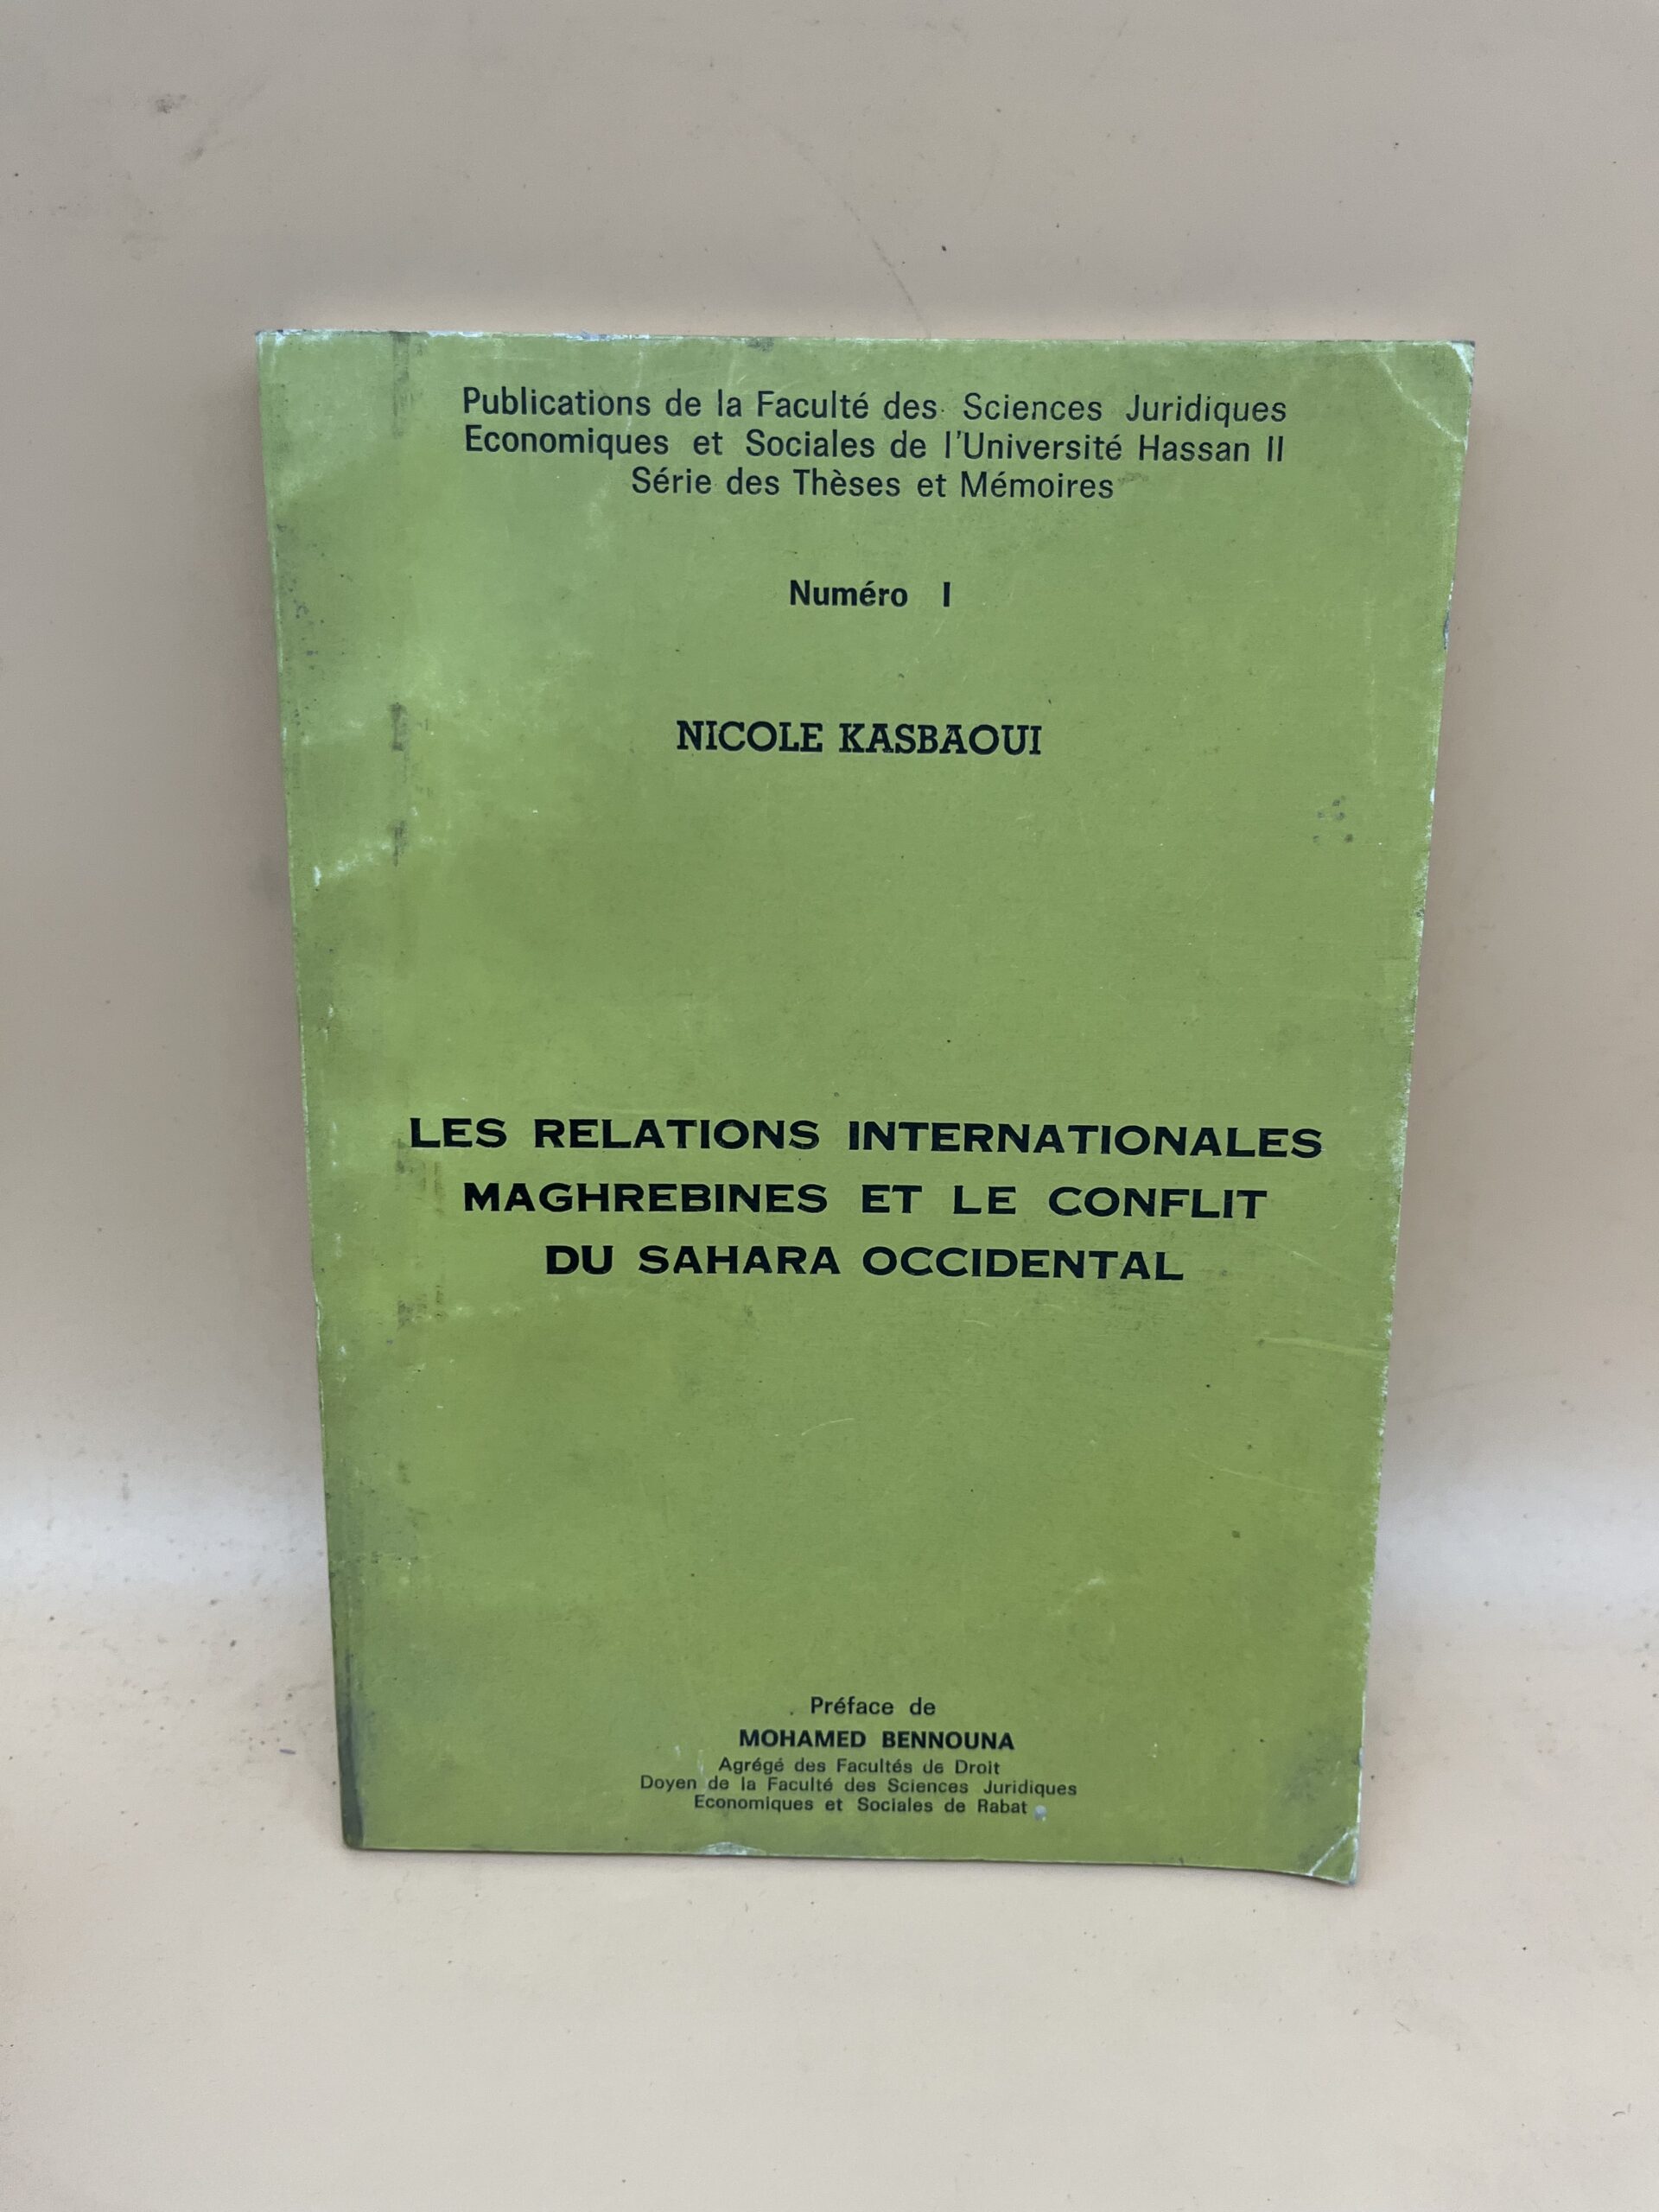 Publications de la Faculté des Sciences Juridiques
Economiques et Sociales de l'Université Hassan II
Série des Thèses et Mémoires
Numéro I
NICOLE KASBAOUI
LES RELATIONS INTERNATIONALES
MAGHREBINES ET LE CONFLIT
DU SAHARA OCCIDENTAL
Préface de
MOHAMED BENNOUNA
Agrégé des Facultés de Droit
Doyen de la Faculté des Sciences Juridiques
Economiques et Sociales de Rabat